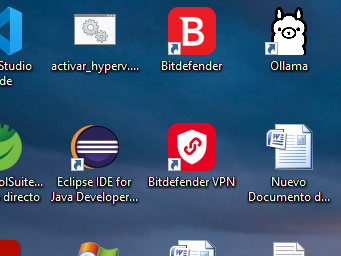 Studio
de
activar_hyperv....
Bitdefender
Ollama
olSuite...
directo
Eclipse IDE for
Java Developer...
Bitdefender VPN
Nuevo
Documento d...